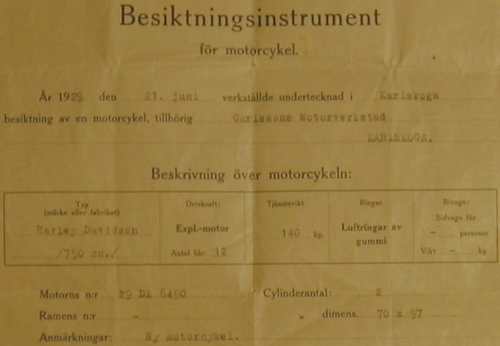 Besiktningsinstrument
för motorcykel.
År 1929 den 21. juni verkställde undertecknad i Karlskoga
besiktning av en motorcykel, tillhörig Carlssons Motorverkstad
KARLSKOGA.
Beskrivning över motorcykeln:
Typ (märke eller fabrikat) Drivkraft: Tjänstevikt Ringar Bivagn:
Harley Davidson Expl.-motor 140 kg. Luftringar av gummi Sidvagn för - personer
/750 cc./ Antal hkr. 12 Vikt - kg.
Motorns n:r 29 DL 6490 Cylinderantal: 2
Ramens n:r - „ dimens. 70 x 97
Anmärkningar: Ny motorcykel.